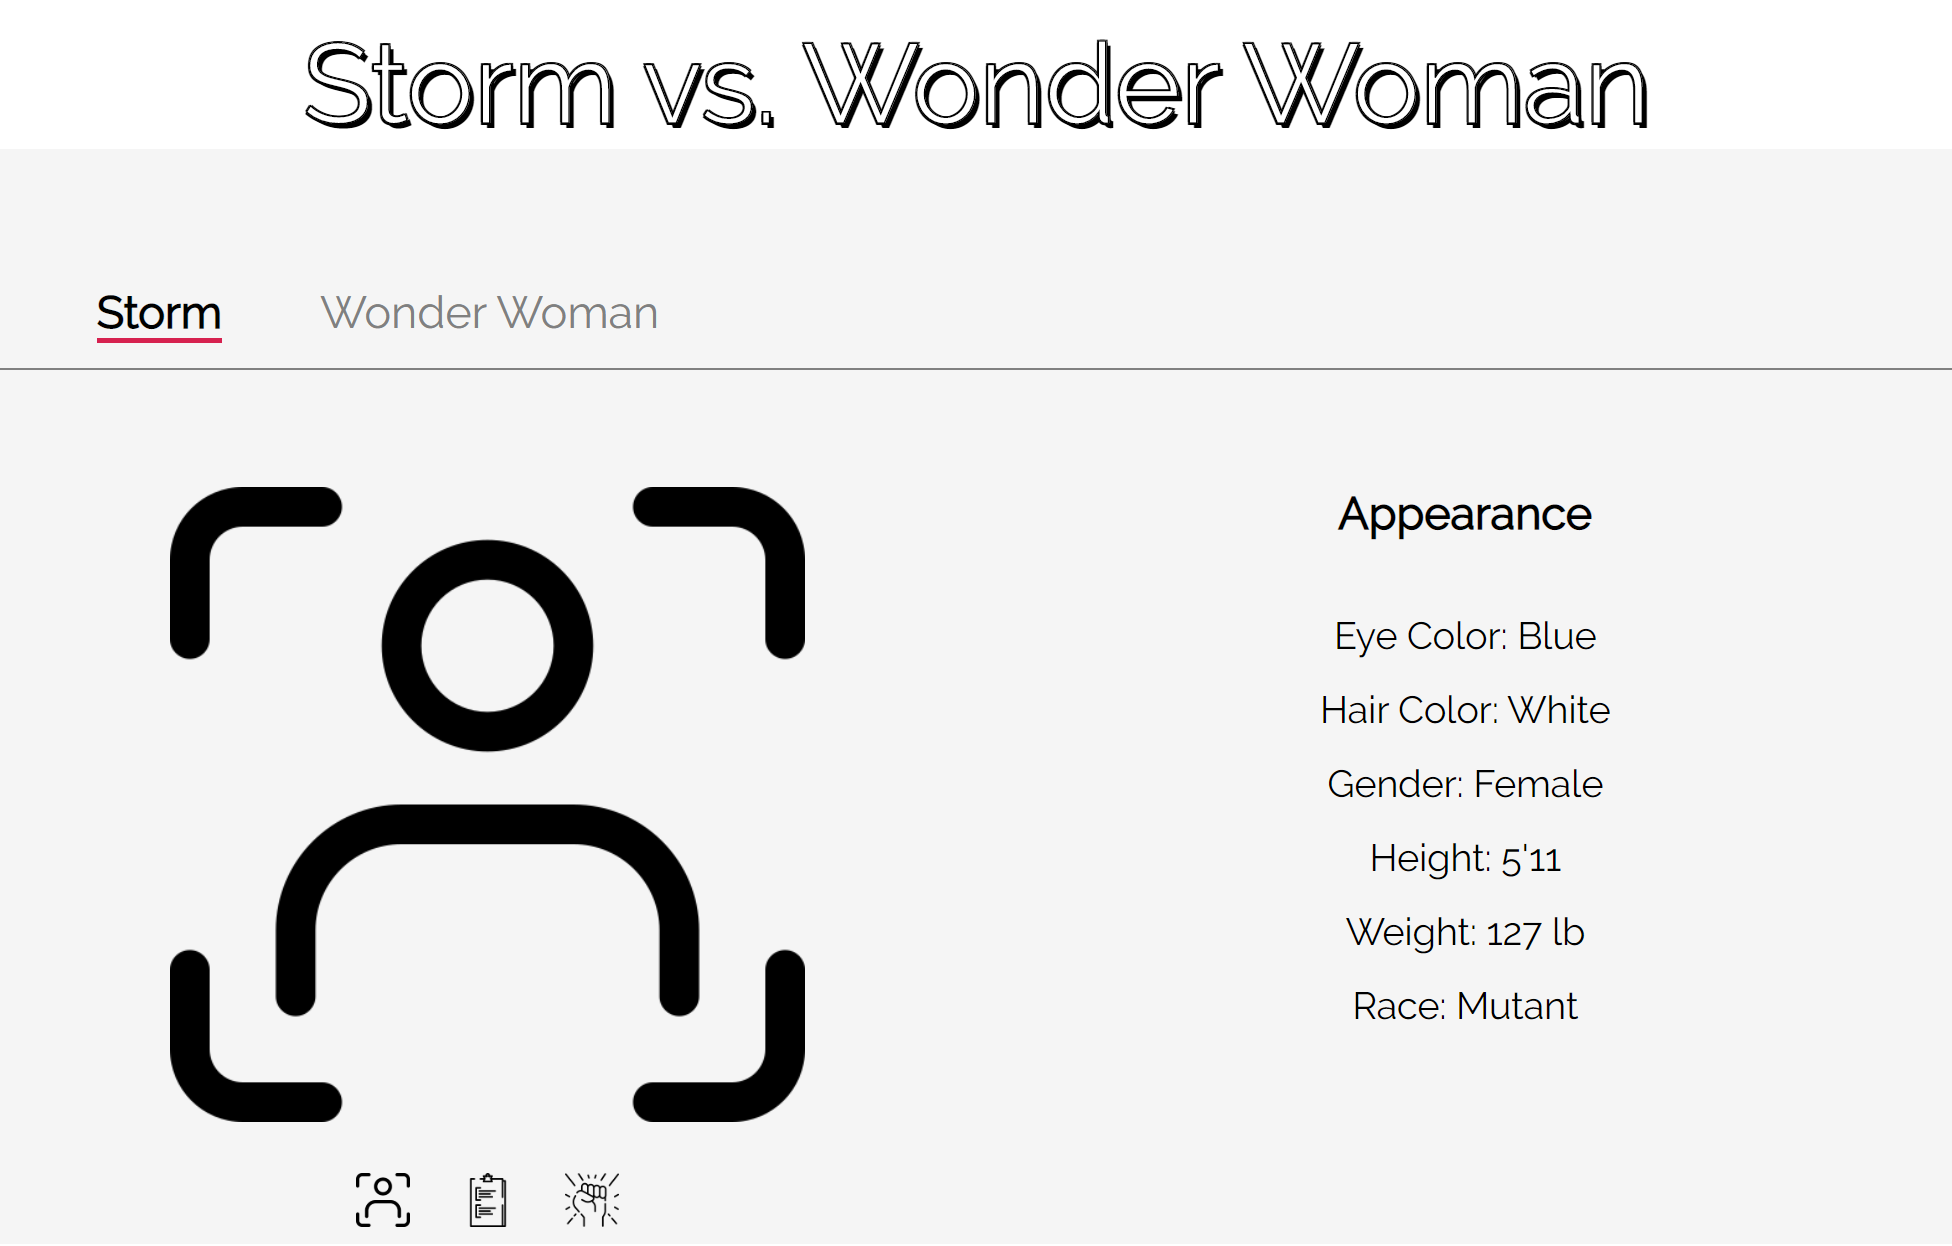 Storm vs. Wonder Woman
Storm
Wonder Woman
Appearance
Eye Color: Blue
Hair Color: White
Gender: Female
Height: 5'11
Weight: 127 lb
Race: Mutant